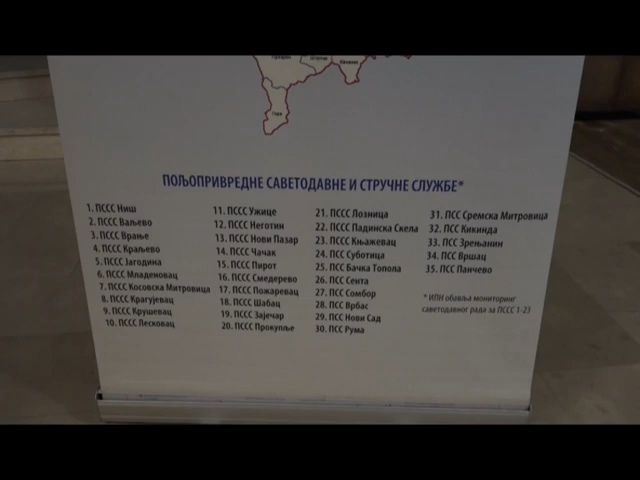 ПОЉОПРИВРЕДНЕ САВЕТОДАВНЕ И СТРУЧНЕ СЛУЖБЕ*
1. ПССС Ниш
2. ПССС Ваљево
3. ПССС Врање
4. ПССС Краљево
5. ПССС Јагодина
6. ПССС Младеновац
7. ПССС Косовска Митровица
8. ПССС Крагујевац
9. ПССС Крушевац
10. ПССС Лесковац
11. ПССС Ужице
12. ПССС Неготин
13. ПССС Нови Пазар
14. ПССС Чачак
15. ПССС Пирот
16. ПССС Смедерево
17. ПССС Пожаревац
18. ПССС Шабац
19. ПССС Зајечар
20. ПССС Прокупље
21. ПССС Лозница
22. ПССС Падинска Скела
23. ПССС Књажевац
24. ПСС Суботица
25. ПСС Бачка Топола
26. ПСС Сента
27. ПСС Сомбор
28. ПСС Врбас
29. ПСС Нови Сад
30. ПСС Рума
31. ПСС Сремска Митровица
32. ПСС Кикинда
33. ПСС Зрењанин
34. ПСС Вршац
35. ПСС Панчево
* ИПН обавља мониторинг
саветодавног рада за ПССС 1-23